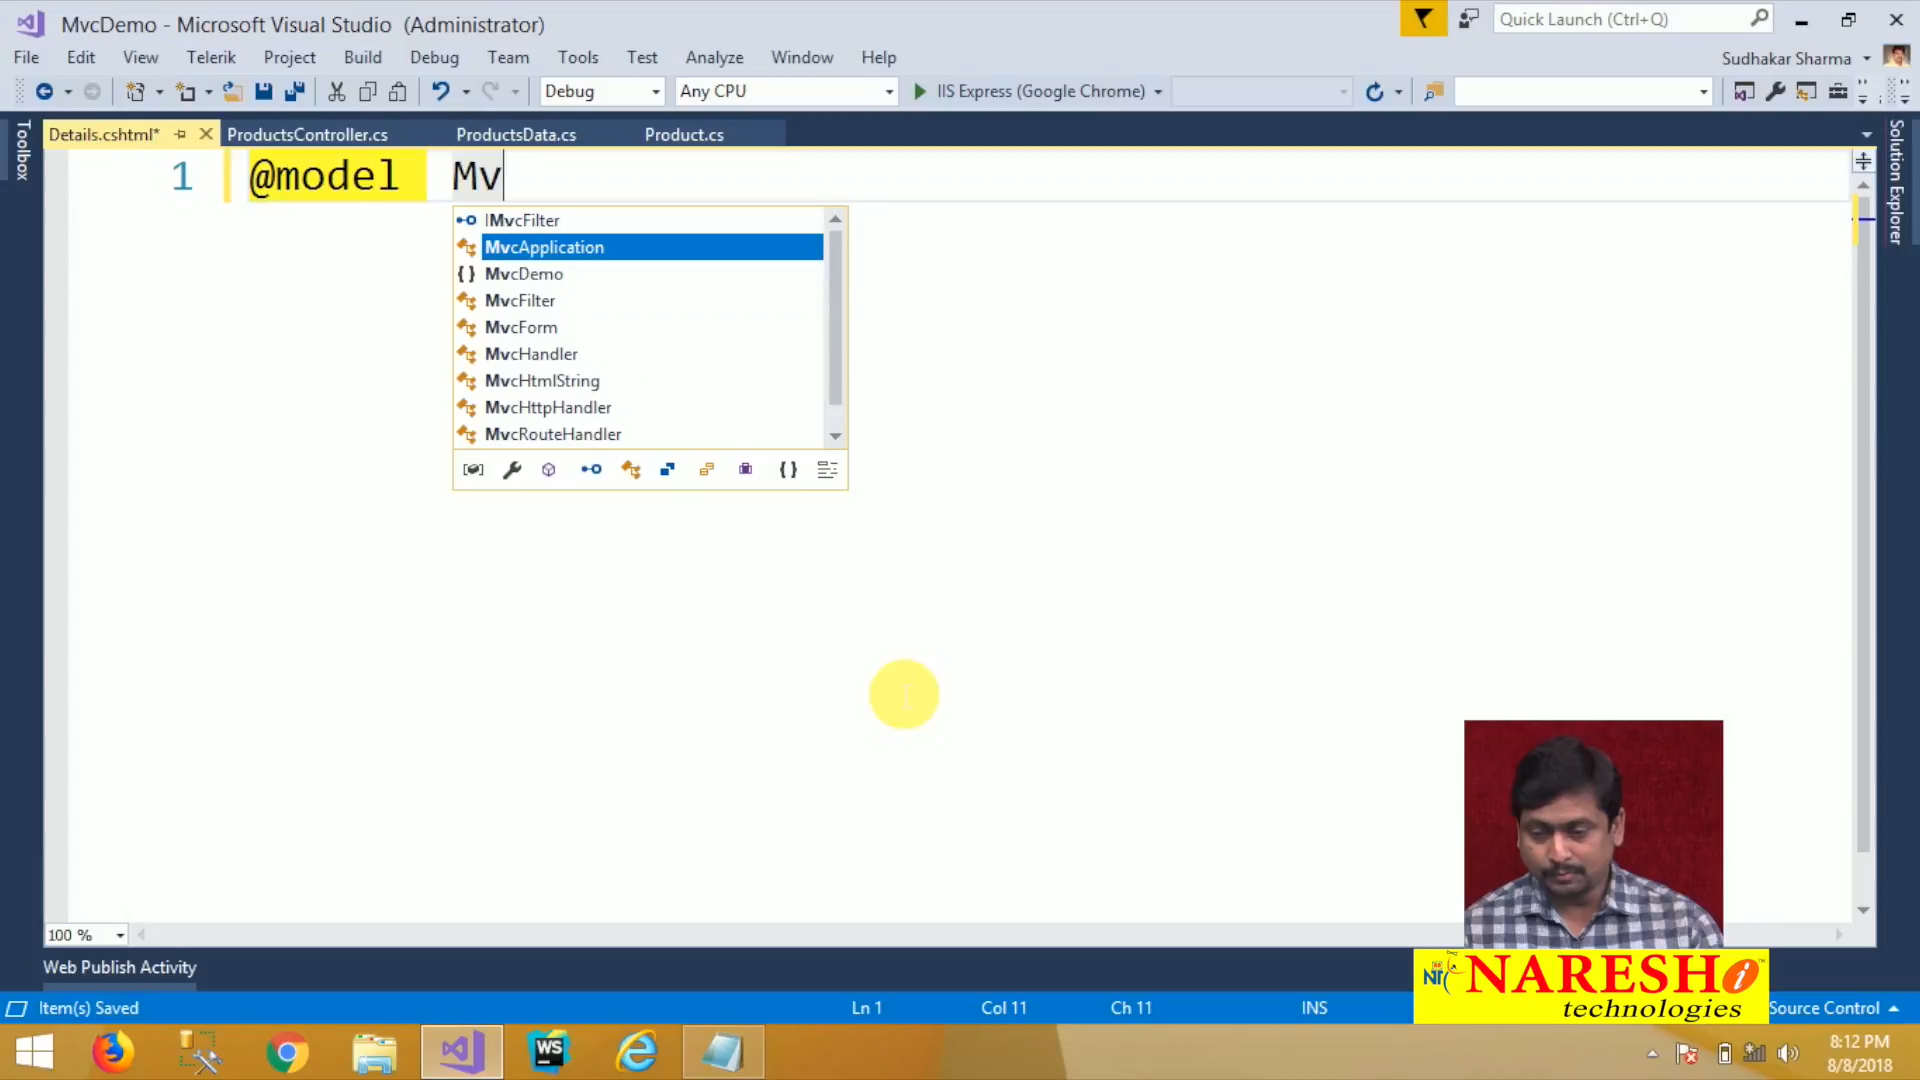 MvcDemo - Microsoft Visual Studio (Administrator)
Quick Launch (Ctrl+Q)
File Edit View Telerik Project Build Debug Team Tools Test Analyze Window Help
Sudhakar Sharma
Debug Any CPU IIS Express (Google Chrome)
Toolbox
Details.cshtml* ProductsController.cs ProductsData.cs Product.cs
Solution Explorer
1 @model Mv
IMvcFilter
MvcApplication
{} MvcDemo
MvcFilter
MvcForm
MvcHandler
MvcHtmlString
MvcHttpHandler
MvcRouteHandler
{}
100 %
Web Publish Activity
NARESH i
technologies
Item(s) Saved Ln 1 Col 11 Ch 11 INS Source Control
WS
8:12 PM
8/8/2018